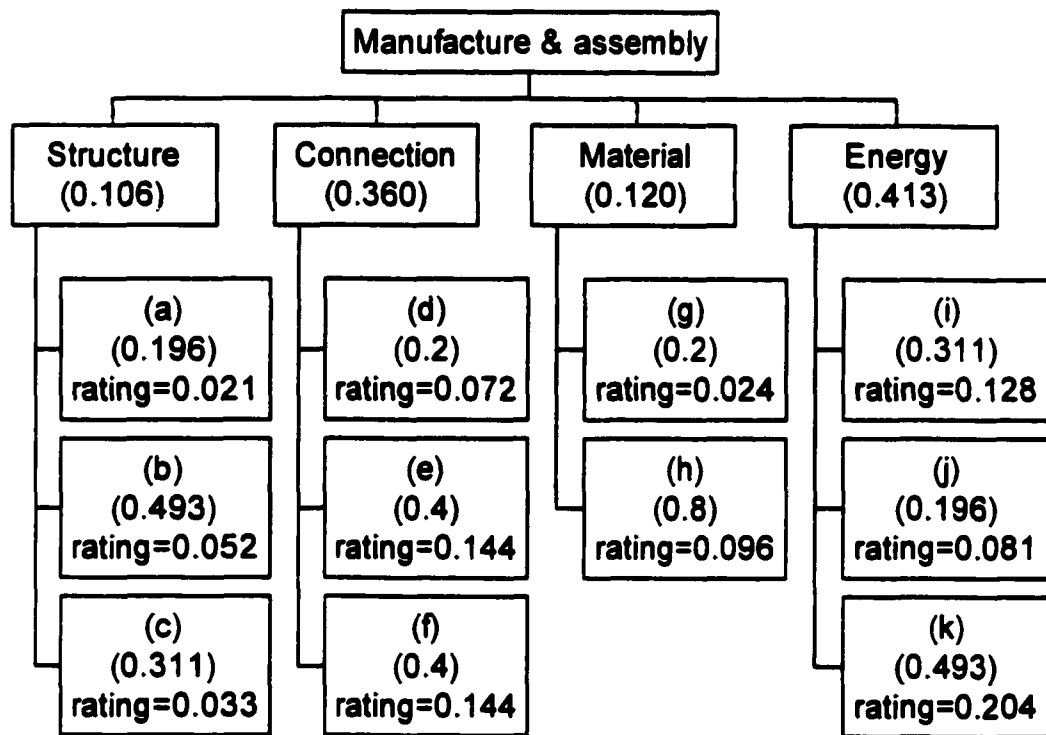 Manufacture & assembly
Structure
(0.106)
Connection
(0.360)
Material
(0.120)
Energy
(0.413)
(a)
(0.196)
rating=0.021
(b)
(0.493)
rating=0.052
(c)
(0.311)
rating=0.033
(d)
(0.2)
rating=0.072
(e)
(0.4)
rating=0.144
(f)
(0.4)
rating=0.144
(g)
(0.2)
rating=0.024
(h)
(0.8)
rating=0.096
(i)
(0.311)
rating=0.128
(j)
(0.196)
rating=0.081
(k)
(0.493)
rating=0.204